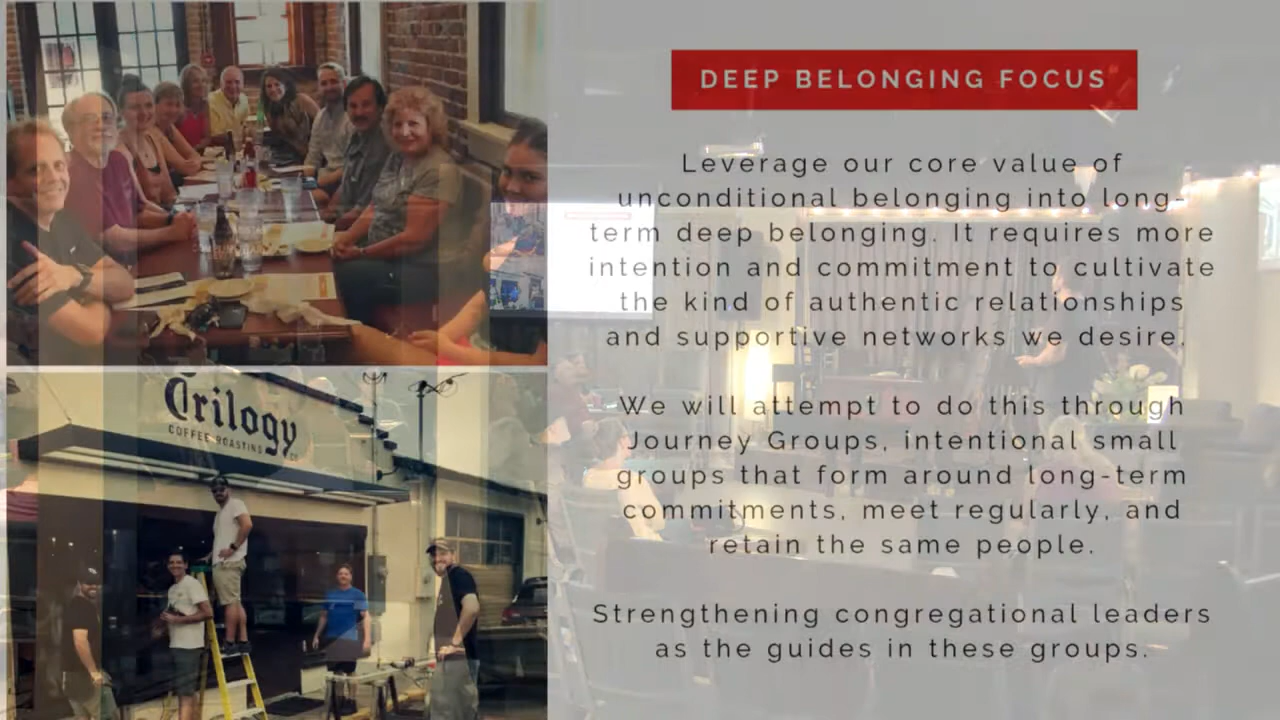 DEEP BELONGING FOCUS
Leverage our core value of
unconditional belonging into long-
term deep belonging. It requires more
intention and commitment to cultivate
the kind of authentic relationships
and supportive networks we desire.
We will attempt to do this through
Journey Groups, intentional small
groups that form around long-term
commitments, meet regularly, and
retain the same people.
Strengthening congregational leaders
as the guides in these groups.
Trilogy
COFFEE ROASTING CO